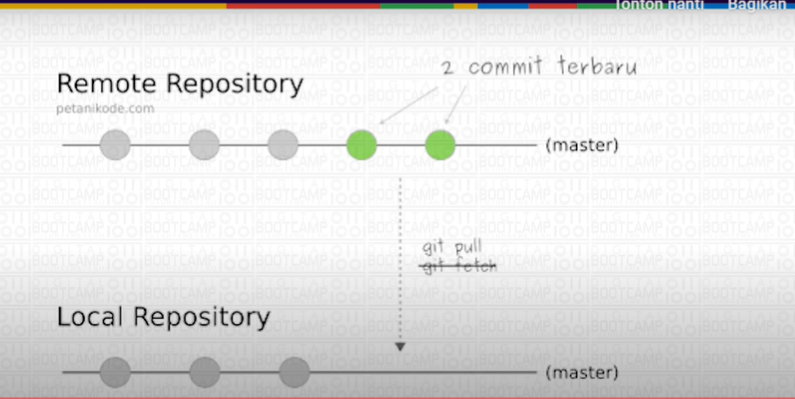 Tonton nanti Bagikan
2 commit terbaru
Remote Repository
petanikode.com
(master)
git pull
git fetch
Local Repository
(master)